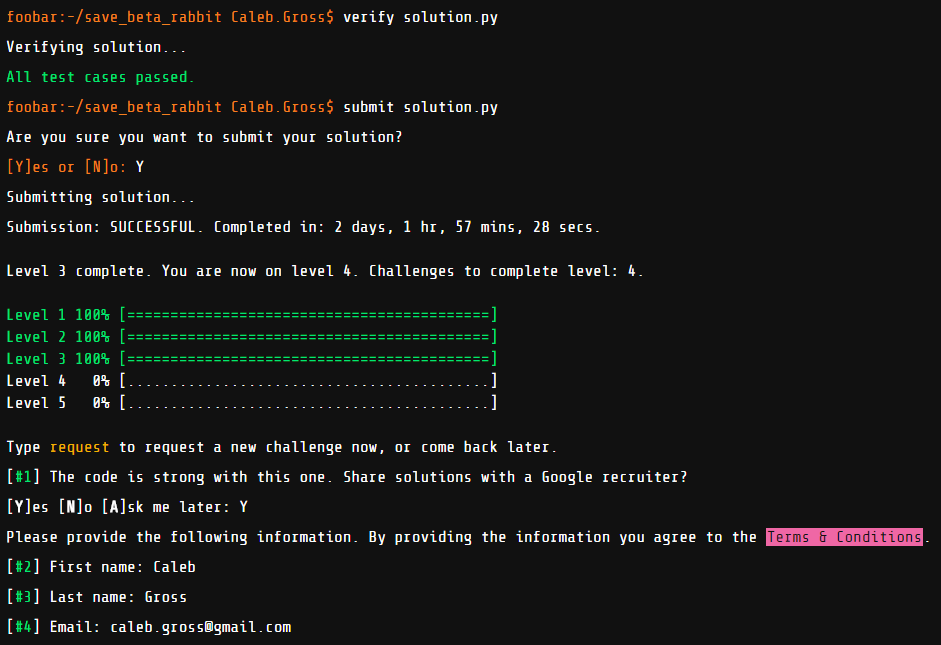 foobar:~/save_beta_rabbit Caleb.Gross$ verify solution.py
Verifying solution...
All test cases passed.
foobar:~/save_beta_rabbit Caleb.Gross$ submit solution.py
Are you sure you want to submit your solution?
[Y]es or [N]o: Y
Submitting solution...
Submission: SUCCESSFUL. Completed in: 2 days, 1 hr, 57 mins, 28 secs.
Level 3 complete. You are now on level 4. Challenges to complete level: 4.
Level 1 100% [==========================================]
Level 2 100% [==========================================]
Level 3 100% [==========================================]
Level 4   0% [..........................................]
Level 5   0% [..........................................]
Type request to request a new challenge now, or come back later.
[#1] The code is strong with this one. Share solutions with a Google recruiter?
[Y]es [N]o [A]sk me later: Y
Please provide the following information. By providing the information you agree to the Terms & Conditions.
[#2] First name: Caleb
[#3] Last name: Gross
[#4] Email: caleb.gross@gmail.com